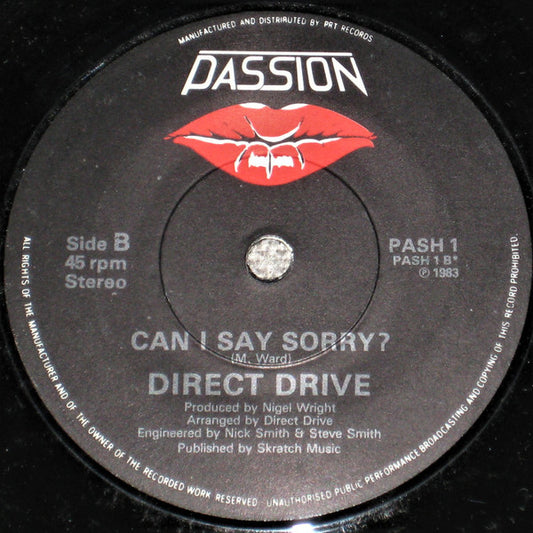 MANUFACTURED AND DISTRIBUTED BY PRT RECORDS
PASSION
Side B
45 rpm
Stereo
PASH 1
PASH 1 B*
℗ 1983
CAN I SAY SORRY?
(M. Ward)
DIRECT DRIVE
Produced by Nigel Wright
Arranged by Direct Drive
Engineered by Nick Smith & Steve Smith
Published by Skratch Music
ALL RIGHTS OF THE MANUFACTURER AND OF THE OWNER OF THE RECORDED WORK RESERVED · UNAUTHORISED PUBLIC PERFORMANCE BROADCASTING AND COPYING OF THIS RECORD PROHIBITED.